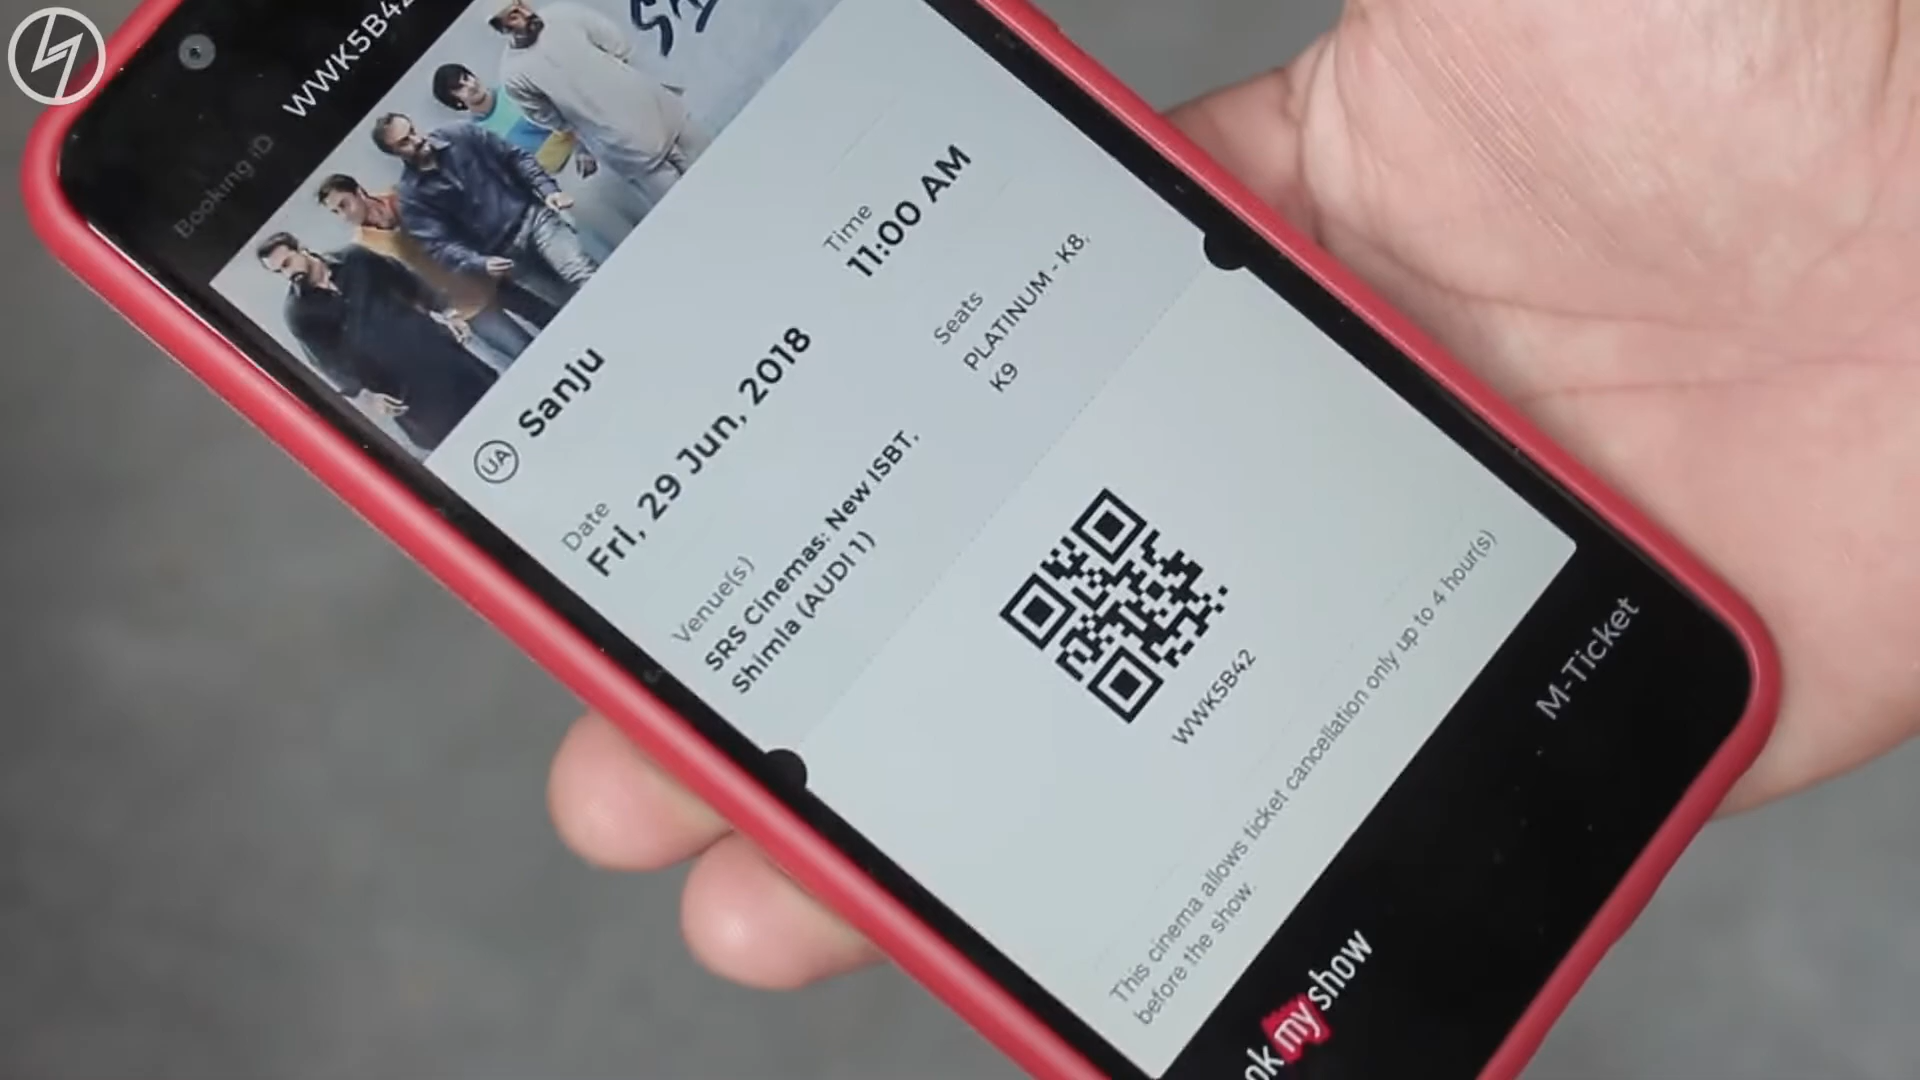 Booking ID
WWK5B42
UA Sanju
Date
Fri, 29 Jun, 2018
Time
11:00 AM
Venue(s)
SRS Cinemas: New ISBT,
Shimla (AUDI 1)
Seats
PLATINUM - K8,
K9
WWK5B42
This cinema allows ticket cancellation only up to 4 hour(s)
before the show.
ok my show
M-Ticket